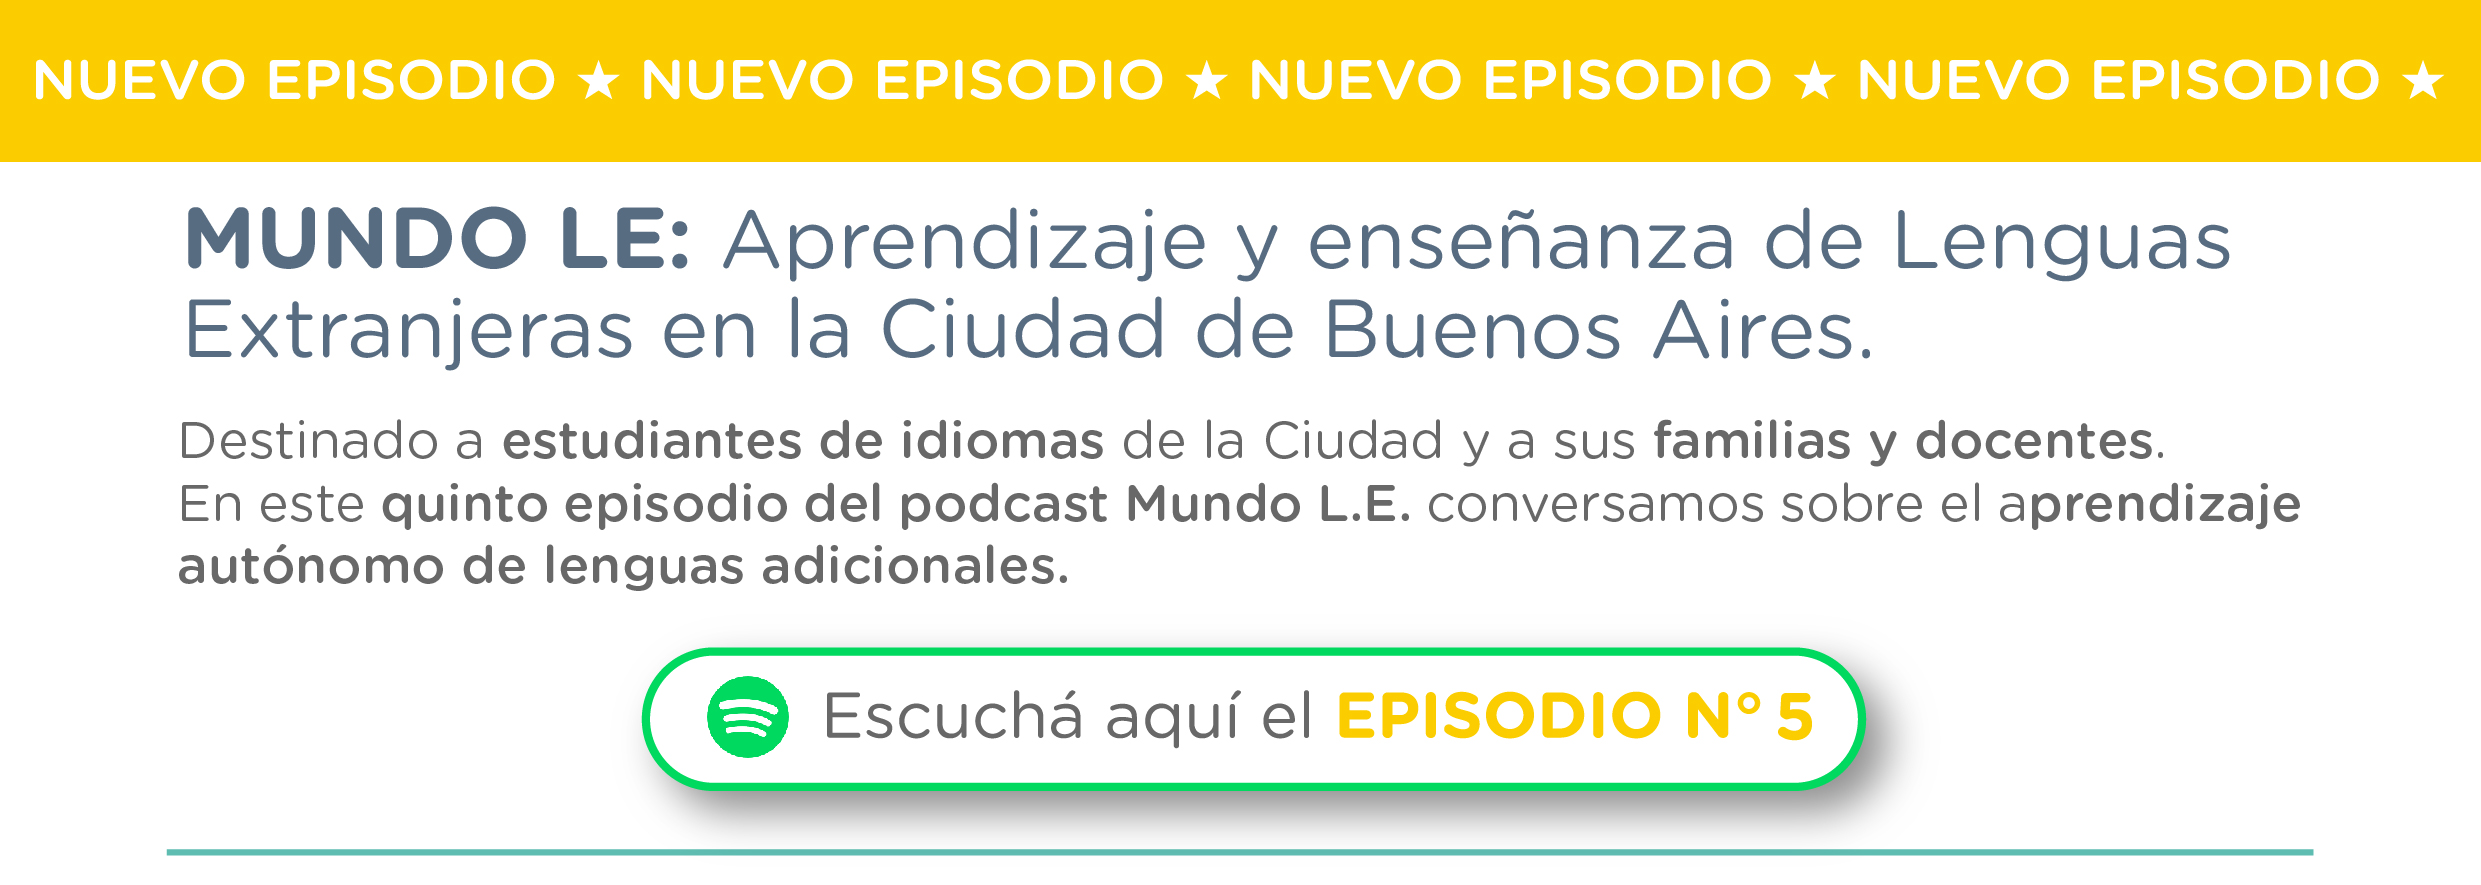 NUEVO EPISODIO ★ NUEVO EPISODIO ★ NUEVO EPISODIO ★ NUEVO EPISODIO ★
MUNDO LE: Aprendizaje y enseñanza de Lenguas
Extranjeras en la Ciudad de Buenos Aires.
Destinado a estudiantes de idiomas de la Ciudad y a sus familias y docentes.
En este quinto episodio del podcast Mundo L.E. conversamos sobre el aprendizaje
autónomo de lenguas adicionales.
Escuchá aquí el EPISODIO N° 5